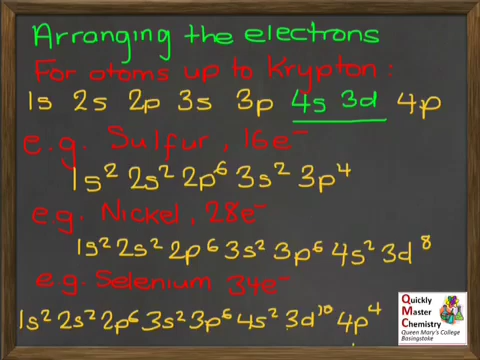 Arranging the electrons
For atoms up to Krypton:
1s 2s 2p 3s 3p 4s 3d 4p
e.g. Sulfur, 16e⁻
1s² 2s² 2p⁶ 3s² 3p⁴
e.g. Nickel, 28e⁻
1s² 2s² 2p⁶ 3s² 3p⁶ 4s² 3d⁸
e.g. Selenium 34e⁻
1s² 2s² 2p⁶ 3s² 3p⁶ 4s² 3d¹⁰ 4p⁴
Quickly
Master
Chemistry
Queen Mary's College
Basingstoke